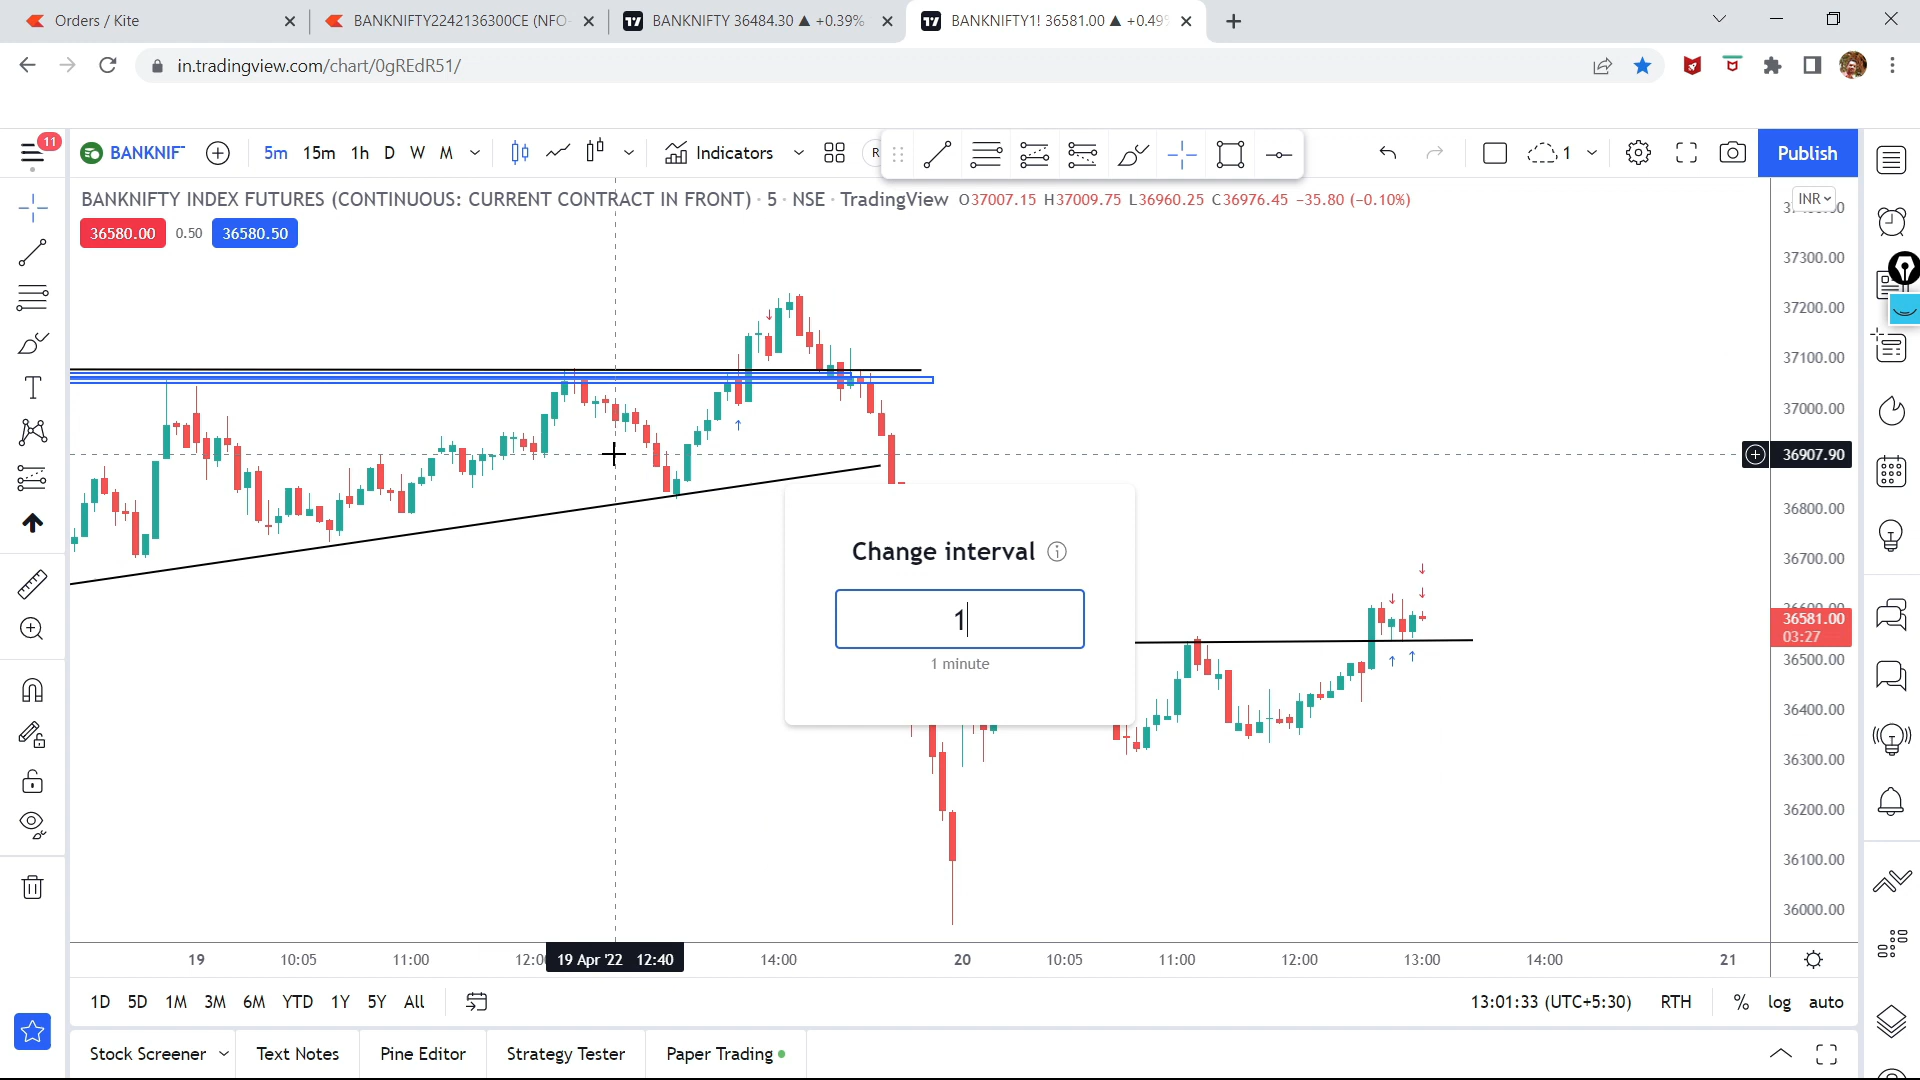 Orders / Kite
BANKNIFTY2242136300CE (NFO-
BANKNIFTY 36484.30 ▲ +0.39%
BANKNIFTY1! 36581.00 ▲ +0.49%
in.tradingview.com/chart/0gREdR51/
11
BANKNIF
5m 15m 1h D W M
Indicators
R
1
Publish
BANKNIFTY INDEX FUTURES (CONTINUOUS: CURRENT CONTRACT IN FRONT) · 5 · NSE · TradingView O37007.15 H37009.75 L36960.25 C36976.45 −35.80 (−0.10%)
INR
36580.00 0.50 36580.50
37300.00
37200.00
37100.00
37000.00
36907.90
36800.00
36700.00
36581.00
03:27
36500.00
36400.00
36300.00
36200.00
36100.00
36000.00
Change interval
1
1 minute
19 10:05 11:00 12:0 19 Apr '22 12:40 14:00 20 10:05 11:00 12:00 13:00 14:00 21
1D 5D 1M 3M 6M YTD 1Y 5Y All
13:01:33 (UTC+5:30) RTH % log auto
Stock Screener Text Notes Pine Editor Strategy Tester Paper Trading